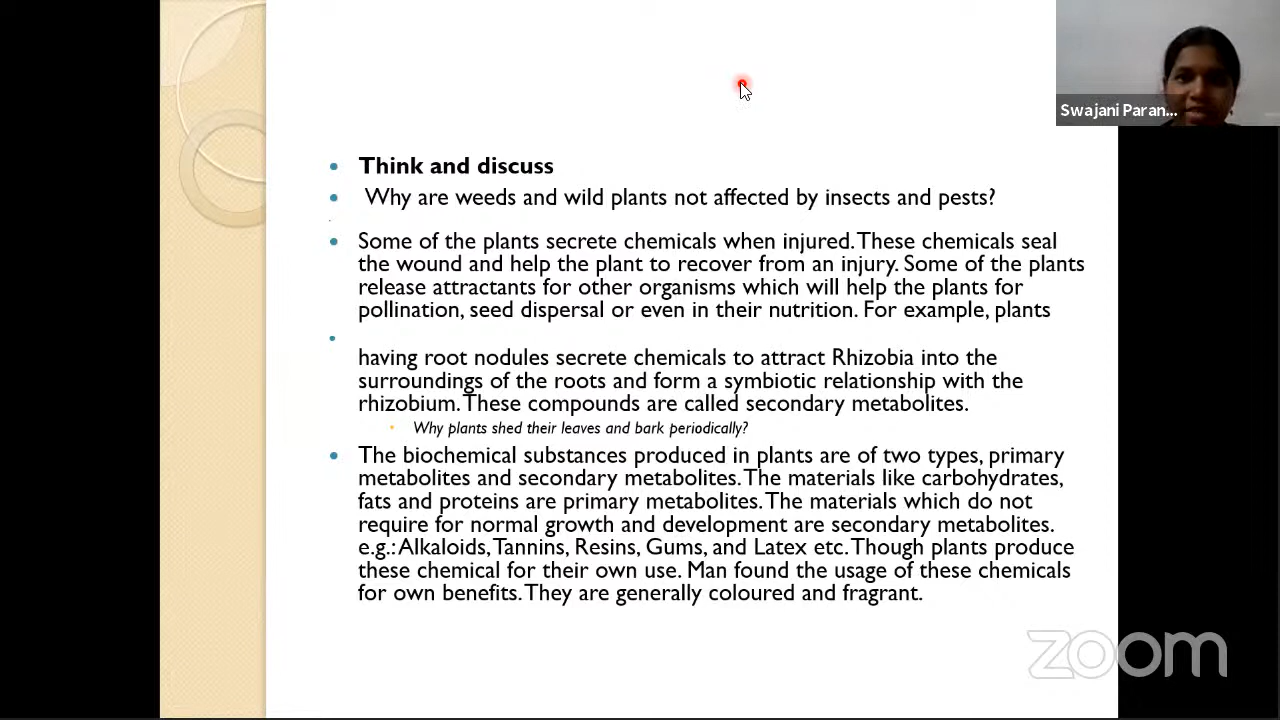 Swajani Paran...
Think and discuss
Why are weeds and wild plants not affected by insects and pests?
Some of the plants secrete chemicals when injured. These chemicals seal
the wound and help the plant to recover from an injury. Some of the plants
release attractants for other organisms which will help the plants for
pollination, seed dispersal or even in their nutrition. For example, plants
having root nodules secrete chemicals to attract Rhizobia into the
surroundings of the roots and form a symbiotic relationship with the
rhizobium. These compounds are called secondary metabolites.
Why plants shed their leaves and bark periodically?
The biochemical substances produced in plants are of two types, primary
metabolites and secondary metabolites. The materials like carbohydrates,
fats and proteins are primary metabolites. The materials which do not
require for normal growth and development are secondary metabolites.
e.g.: Alkaloids, Tannins, Resins, Gums, and Latex etc. Though plants produce
these chemical for their own use. Man found the usage of these chemicals
for own benefits. They are generally coloured and fragrant.
zoom